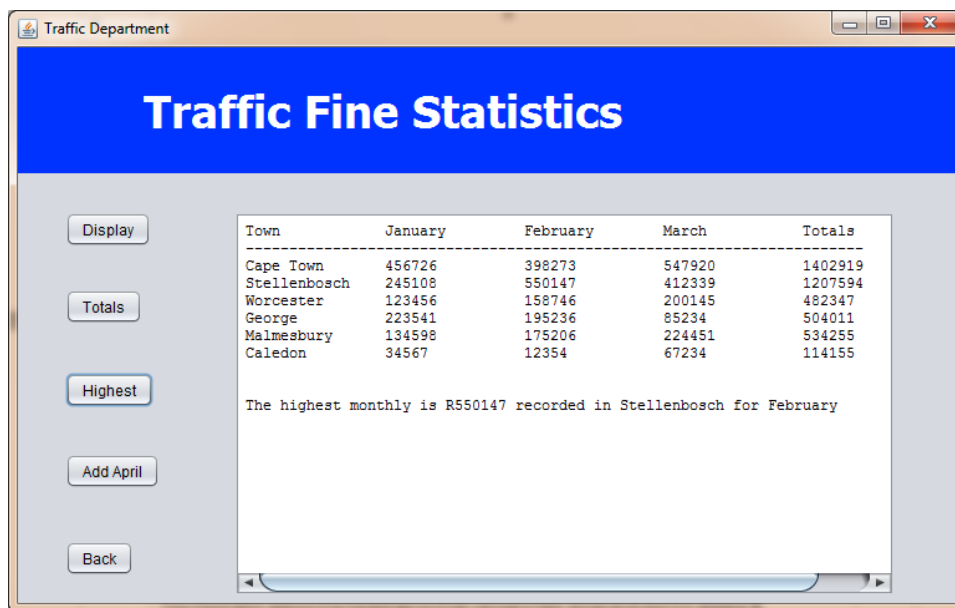 Traffic Department
Traffic Fine Statistics
Display
Totals
Highest
Add April
Back
Town January February March Totals
Cape Town 456726 398273 547920 1402919
Stellenbosch 245108 550147 412339 1207594
Worcester 123456 158746 200145 482347
George 223541 195236 85234 504011
Malmesbury 134598 175206 224451 534255
Caledon 34567 12354 67234 114155
The highest monthly is R550147 recorded in Stellenbosch for February